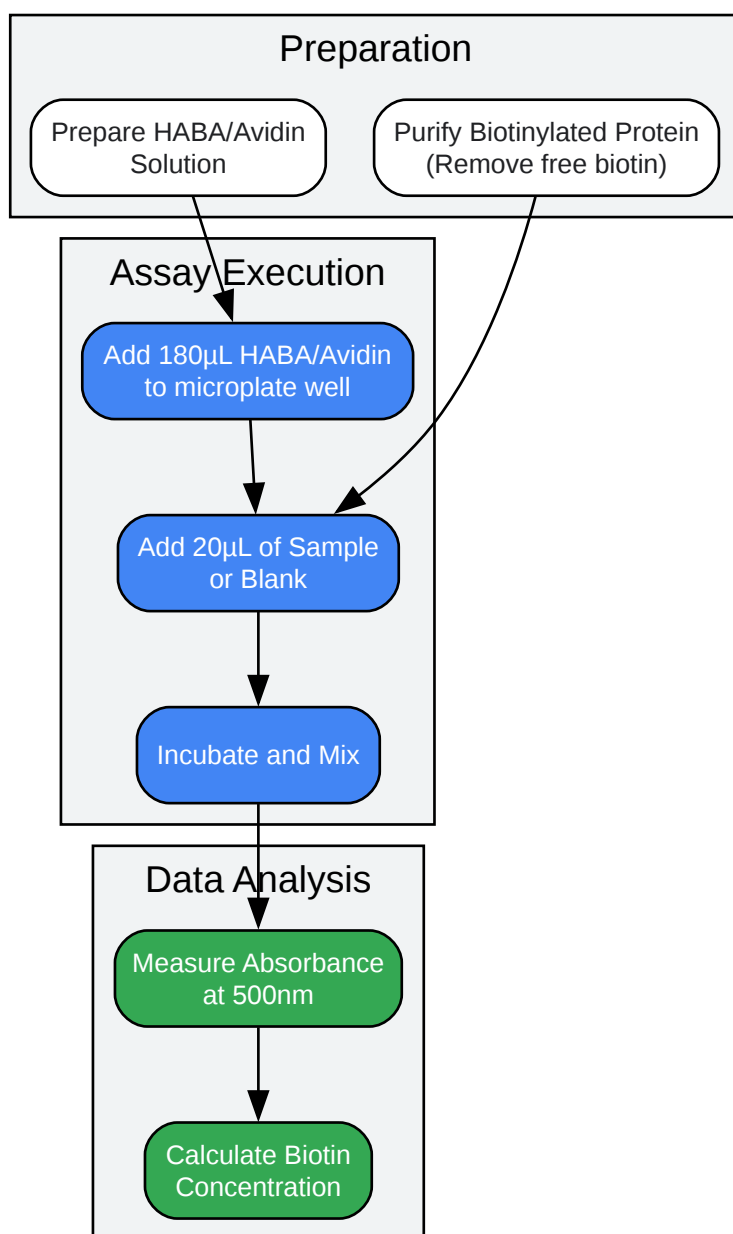 Preparation
Prepare HABA/Avidin
Solution
Purify Biotinylated Protein
(Remove free biotin)
Assay Execution
Add 180µL HABA/Avidin
to microplate well
Add 20µL of Sample
or Blank
Incubate and Mix
Data Analysis
Measure Absorbance
at 500nm
Calculate Biotin
Concentration